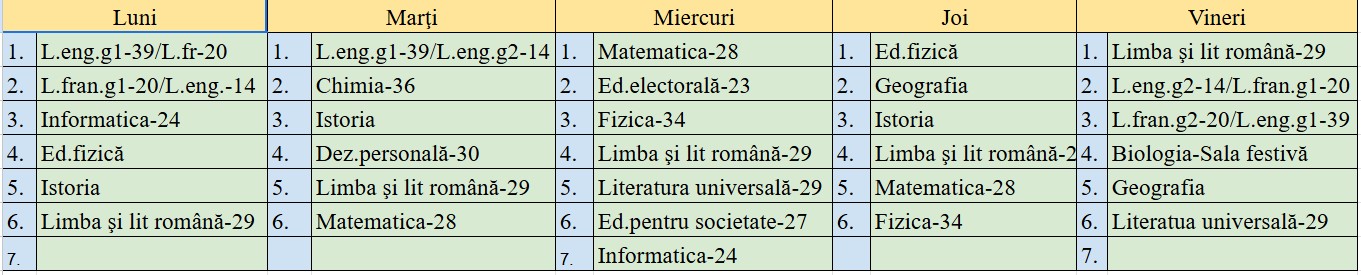 Luni Marţi Miercuri Joi Vineri
1. L.eng.g1-39/L.fr-20 1. L.eng.g1-39/L.eng.g2-14 1. Matematica-28 1. Ed.fizică 1. Limba şi lit română-29
2. L.fran.g1-20/L.eng.-14 2. Chimia-36 2. Ed.electorală-23 2. Geografia 2. L.eng.g2-14/L.fran.g1-20
3. Informatica-24 3. Istoria 3. Fizica-34 3. Istoria 3. L.fran.g2-20/L.eng.g1-39
4. Ed.fizică 4. Dez.personală-30 4. Limba şi lit română-29 4. Limba şi lit română-2 4. Biologia-Sala festivă
5. Istoria 5. Limba şi lit română-29 5. Literatura universală-29 5. Matematica-28 5. Geografia
6. Limba și lit română-29 6. Matematica-28 6. Ed.pentru societate-27 6. Fizica-34 6. Literatua universală-29
7. 7. Informatica-24 7.